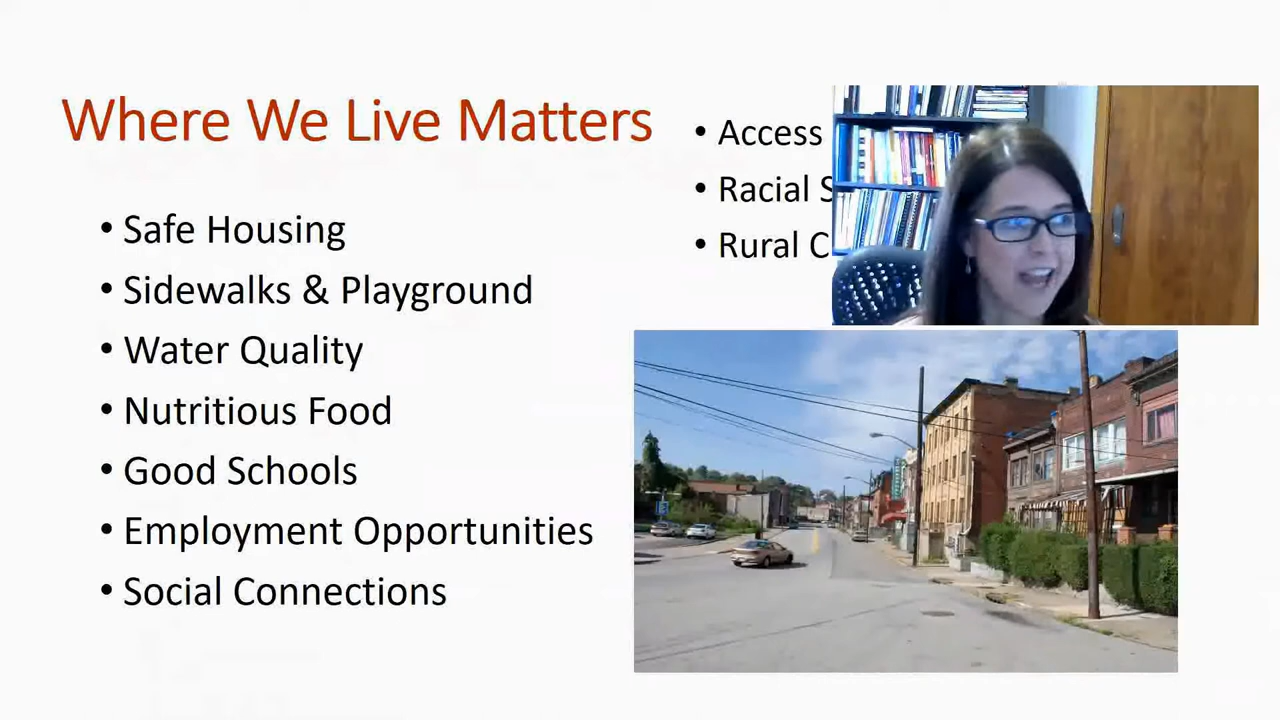 Where We Live Matters
• Safe Housing
• Sidewalks & Playground
• Water Quality
• Nutritious Food
• Good Schools
• Employment Opportunities
• Social Connections
• Access
• Racial
• Rural